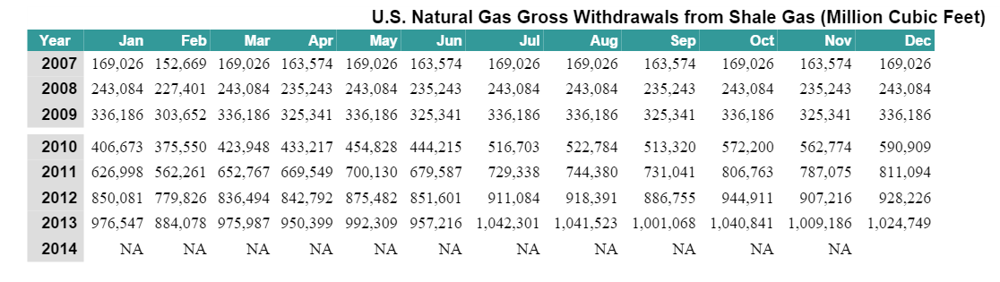 U.S. Natural Gas Gross Withdrawals from Shale Gas (Million Cubic Feet)
Year Jan Feb Mar Apr May Jun Jul Aug Sep Oct Nov Dec
2007 169,026 152,669 169,026 163,574 169,026 163,574 169,026 169,026 163,574 169,026 163,574 169,026
2008 243,084 227,401 243,084 235,243 243,084 235,243 243,084 243,084 235,243 243,084 235,243 243,084
2009 336,186 303,652 336,186 325,341 336,186 325,341 336,186 336,186 325,341 336,186 325,341 336,186
2010 406,673 375,550 423,948 433,217 454,828 444,215 516,703 522,784 513,320 572,200 562,774 590,909
2011 626,998 562,261 652,767 669,549 700,130 679,587 729,338 744,380 731,041 806,763 787,075 811,094
2012 850,081 779,826 836,494 842,792 875,482 851,601 911,084 918,391 886,755 944,911 907,216 928,226
2013 976,547 884,078 975,987 950,399 992,309 957,216 1,042,301 1,041,523 1,001,068 1,040,841 1,009,186 1,024,749
2014 NA NA NA NA NA NA NA NA NA NA NA